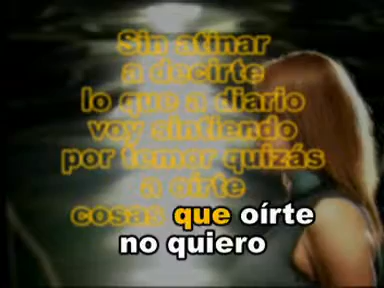 Sin atinar
a decirte
lo que a diario
voy sintiendo
por temor quizás
a oírte
cosas que oírte
no quiero